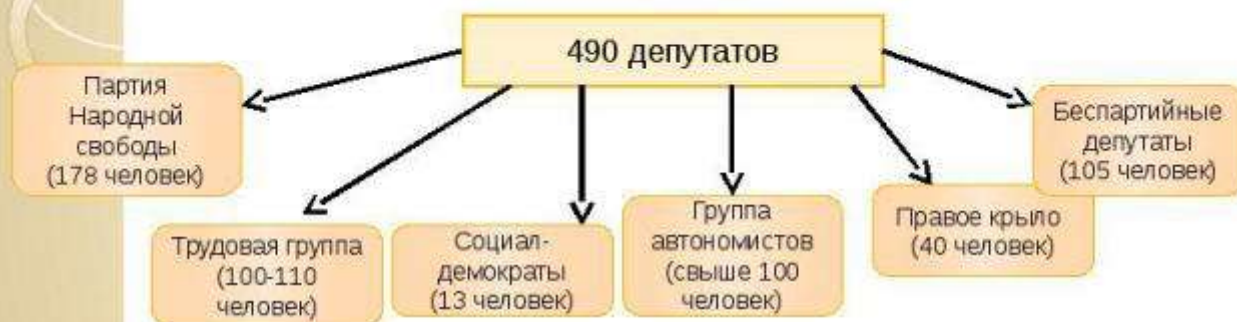 490 депутатов
Партия
Народной
свободы
(178 человек)
Трудовая группа
(100-110
человек)
Социал-
демократы
(13 человек)
Группа
автономистов
(свыше 100
человек)
Правое крыло
(40 человек)
Беспартийные
депутаты
(105 человек)